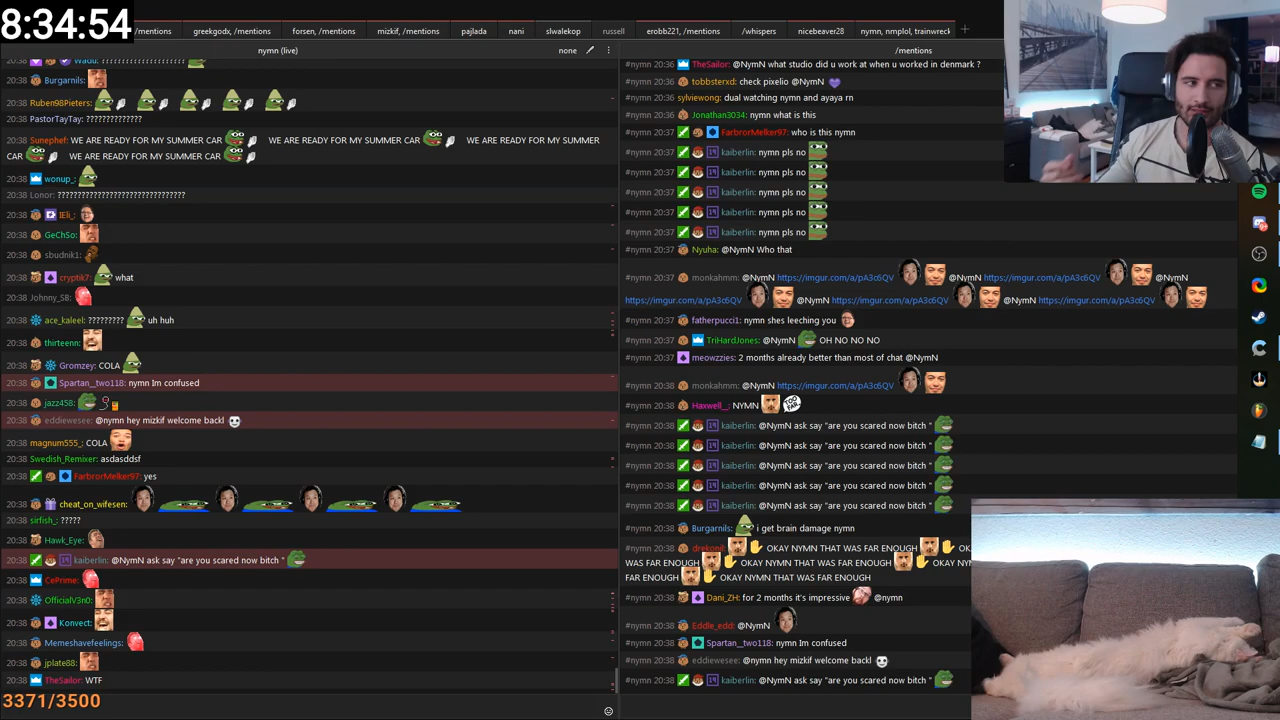 8:34:54
/mentions
greekgodx, /mentions
forsen, /mentions
mizkif, /mentions
pajlada
nani
slwalekop
russell
erobb221, /mentions
/whispers
nicebeaver28
nymn, nmplol, trainwreck
nymn (live)
none
20:38 Wadu: ????????????????????
20:38 Burgarnils:
20:38 Ruben98Pieters:
20:38 PastorTayTay: ??????????????
20:38 Sunephef: WE ARE READY FOR MY SUMMER CAR WE ARE READY FOR MY SUMMER CAR WE ARE READY FOR MY SUMMER
CAR WE ARE READY FOR MY SUMMER CAR
20:38 wonup_:
20:38 Lonor: ????????????????????????????????
20:38 IEli_:
20:38 GeChSo:
20:38 sbudnik1:
20:38 cryptik7: what
20:38 Johnny_SB:
20:38 ace_kaleel: ????????? uh huh
20:38 thirteenn:
20:38 Gromzey: COLA
20:38 Spartan_two118: nymn Im confused
20:38 jazz458:
20:38 eddiewesee: @nymn hey mizkif welcome backl
20:38 magnum555_: COLA
20:38 Swedish_Remixer: asdasddsf
20:38 FarbrorMelker97: yes
20:38 cheat_on_wifesen:
20:38 sirfish_: ?????
20:38 Hawk_Eye:
20:38 kaiberlin: @NymN ask say "are you scared now bitch "
20:38 CePrime:
20:38 OfficialV3n0:
20:38 Konvect:
20:38 Memeshavefeelings:
20:38 jplate88:
20:38 TheSailor: WTF
3371/3500
/mentions
#nymn 20:36 TheSailor: @NymN what studio did u work at when u worked in denmark ?
#nymn 20:36 tobbsterxd: check pixelio @NymN
#nymn 20:36 sylviewong: dual watching nymn and ayaya rn
#nymn 20:36 Jonathan3034: nymn what is this
#nymn 20:37 FarbrorMelker97: who is this nymn
#nymn 20:37 kaiberlin: nymn pls no
#nymn 20:37 kaiberlin: nymn pls no
#nymn 20:37 kaiberlin: nymn pls no
#nymn 20:37 kaiberlin: nymn pls no
#nymn 20:37 kaiberlin: nymn pls no
#nymn 20:37 Nyuha: @NymN Who that
#nymn 20:37 monkahmm: @NymN https://imgur.com/a/pA3c6QV @NymN https://imgur.com/a/pA3c6QV @NymN
https://imgur.com/a/pA3c6QV @NymN https://imgur.com/a/pA3c6QV @NymN https://imgur.com/a/pA3c6QV
#nymn 20:37 fatherpucci1: nymn shes leeching you
#nymn 20:37 TriHardJones: @NymN OH NO NO NO
#nymn 20:37 meowzzies: 2 months already better than most of chat @NymN
#nymn 20:37 monkahmm: @NymN https://imgur.com/a/pA3c6QV
#nymn 20:38 Haxwell__: NYMN TOO FAR
#nymn 20:38 kaiberlin: @NymN ask say "are you scared now bitch "
#nymn 20:38 kaiberlin: @NymN ask say "are you scared now bitch "
#nymn 20:38 kaiberlin: @NymN ask say "are you scared now bitch "
#nymn 20:38 kaiberlin: @NymN ask say "are you scared now bitch "
#nymn 20:38 kaiberlin: @NymN ask say "are you scared now bitch "
#nymn 20:38 Burgarnils: i get brain damage nymn
#nymn 20:38 drekonil: OKAY NYMN THAT WAS FAR ENOUGH OK
WAS FAR ENOUGH OKAY NYMN THAT WAS FAR ENOUGH OKAY NYM
FAR ENOUGH OKAY NYMN THAT WAS FAR ENOUGH
#nymn 20:38 Dani_ZH: for 2 months it's impressive @nymn
#nymn 20:38 Eddle_edd: @NymN
#nymn 20:38 Spartan_two118: nymn Im confused
#nymn 20:38 eddiewesee: @nymn hey mizkif welcome backl
#nymn 20:38 kaiberlin: @NymN ask say "are you scared now bitch "